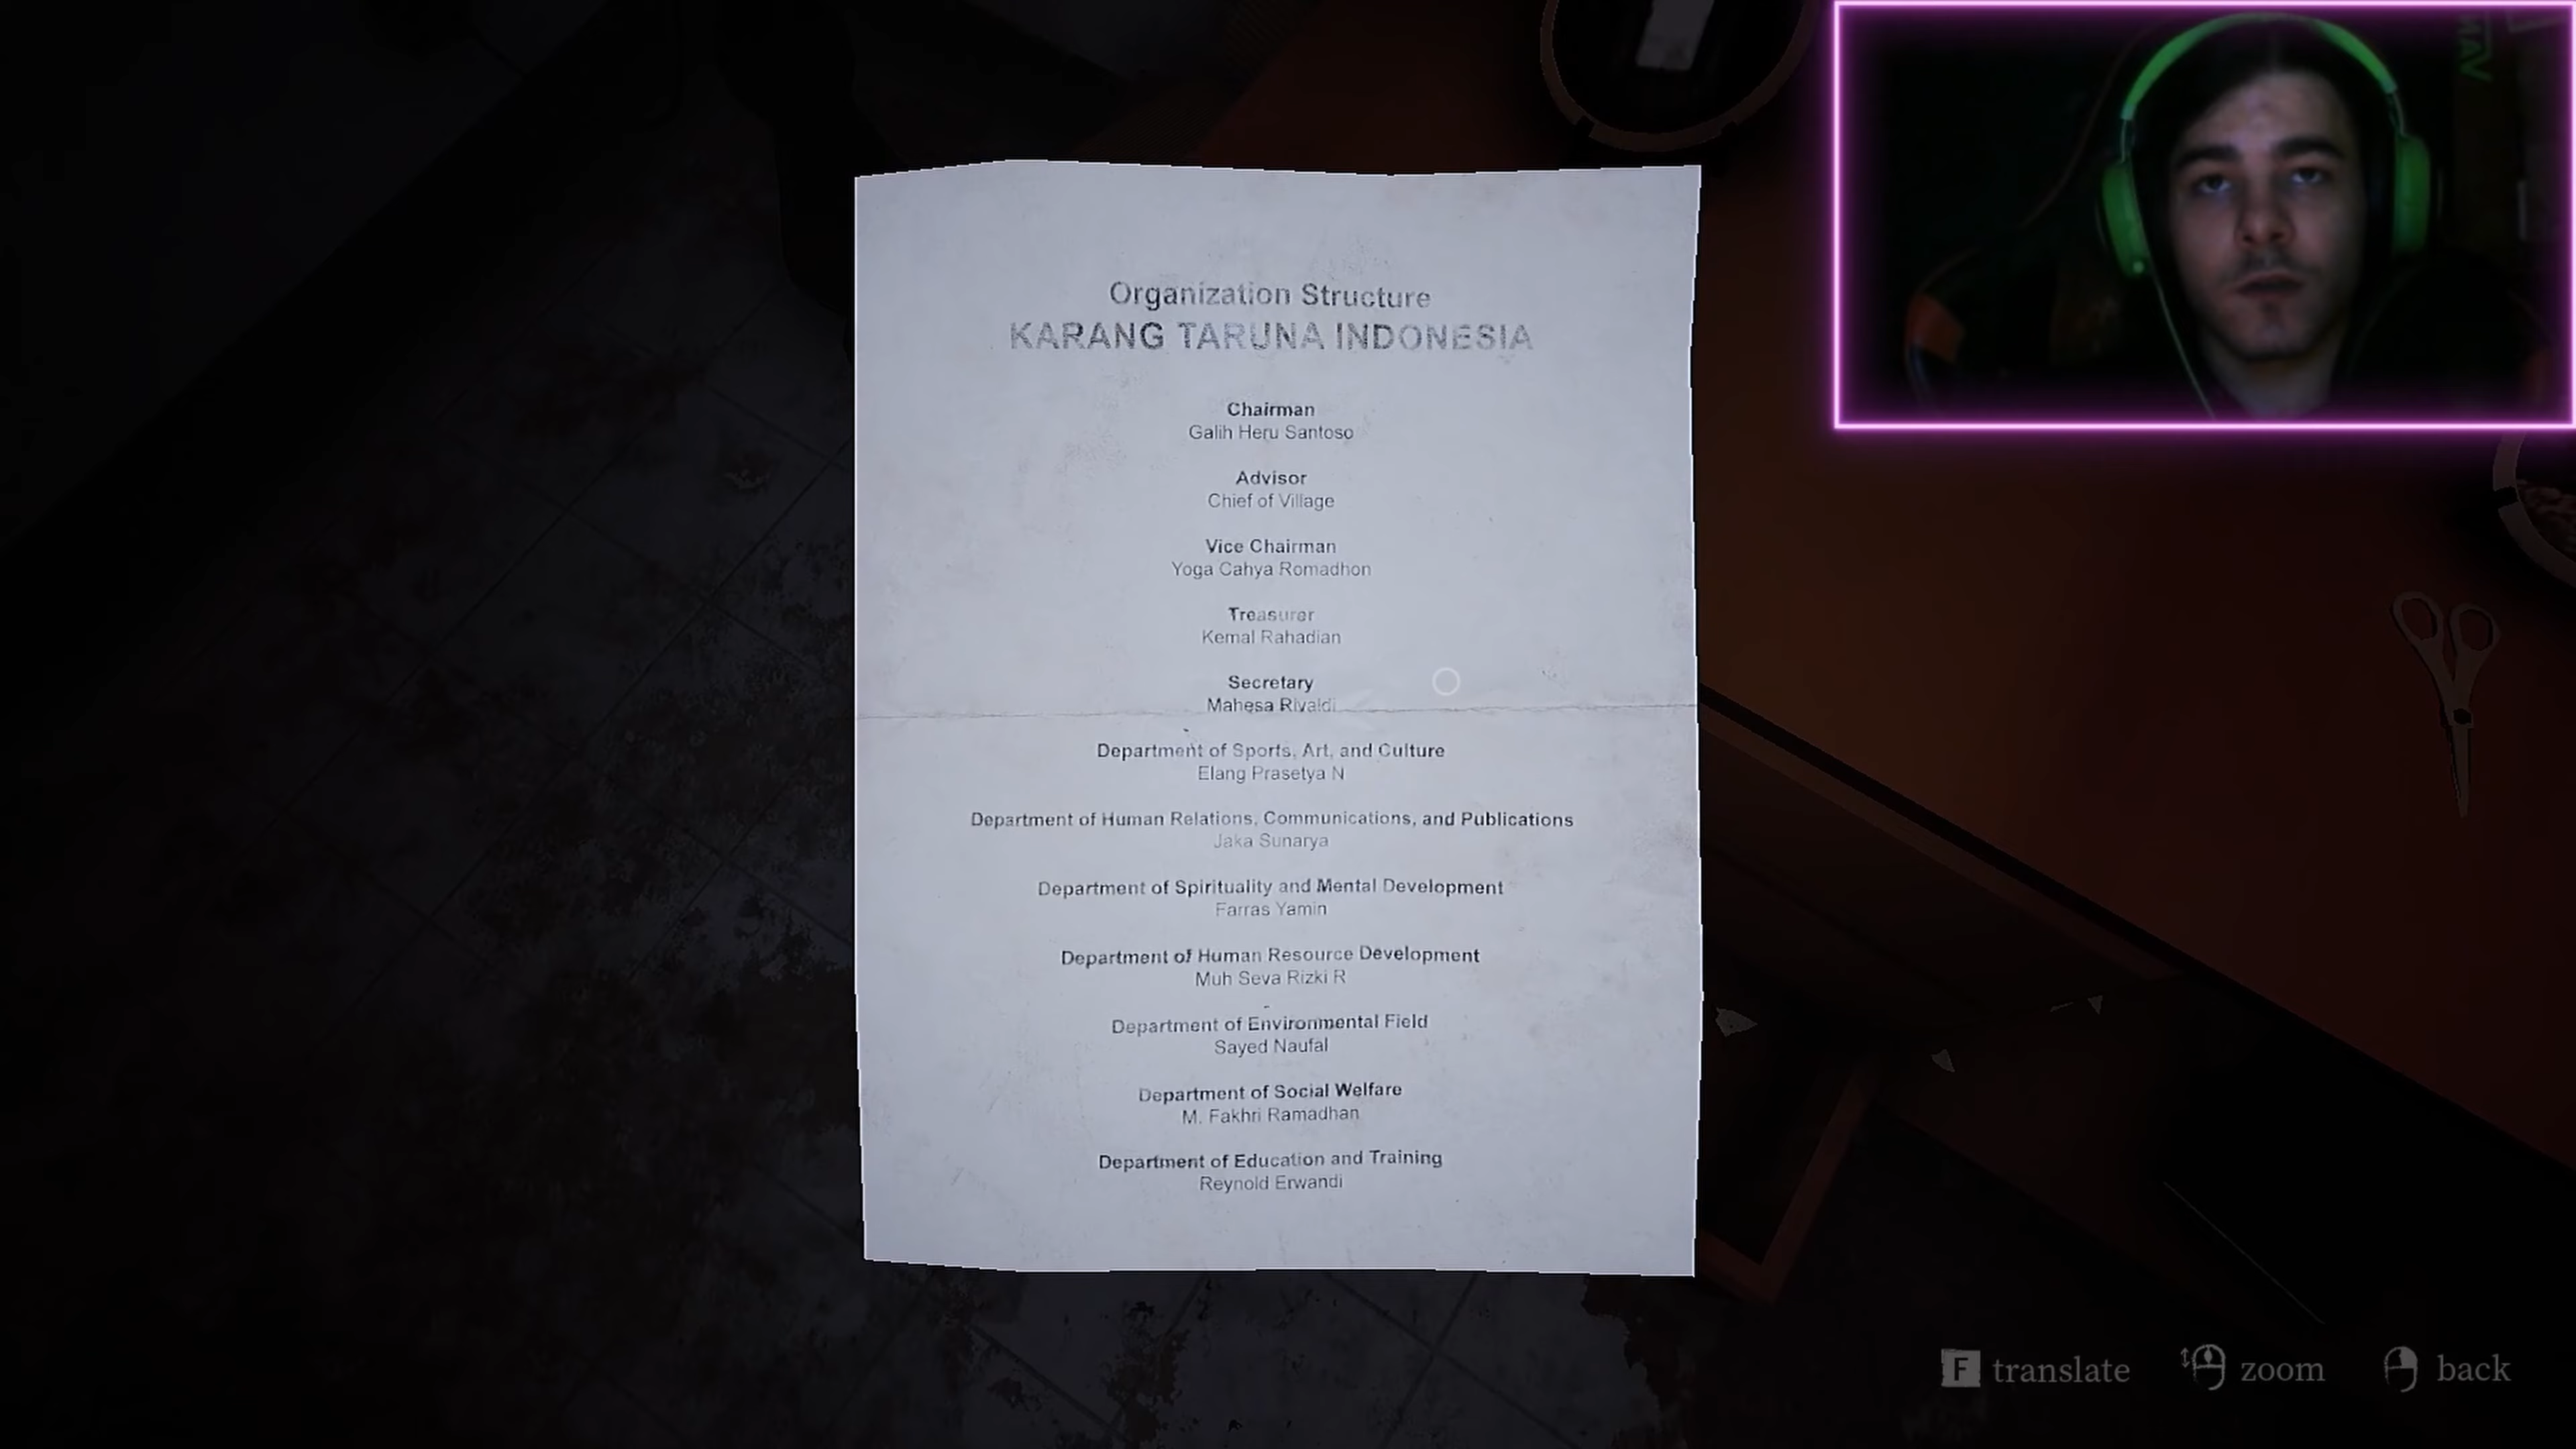 Organization Structure
KARANG TARUNA INDONESIA
Chairman
Galih Heru Santoso
Advisor
Chief of Village
Vice Chairman
Yoga Cahya Romadhon
Treasurer
Kemal Rahadian
Secretary
Mahesa Rivaldi
Department of Sports, Art, and Culture
Elang Prasetya N
Department of Human Relations, Communications, and Publications
Jaka Sunarya
Department of Spirituality and Mental Development
Farras Yamin
Department of Human Resource Development
Muh Seva Rizki R
Department of Environmental Field
Sayed Naufal
Department of Social Welfare
M. Fakhri Ramadhan
Department of Education and Training
Reynold Erwandi
F translate zoom back